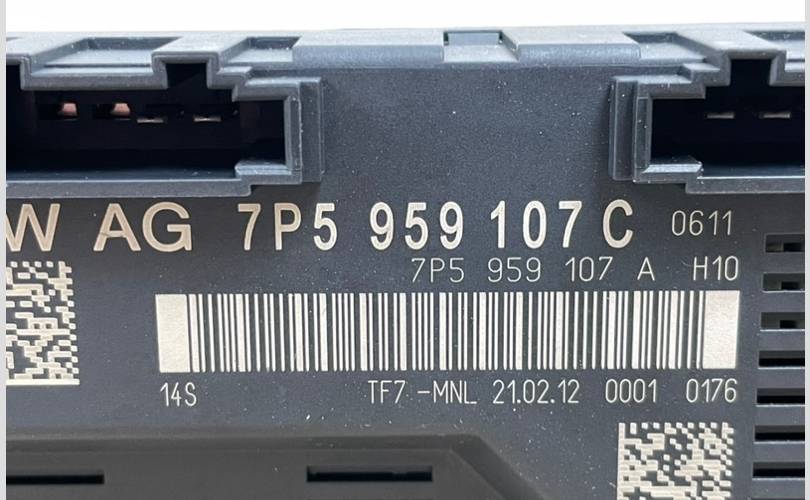 W AG 7P5 959 107 C 0611
7P5 959 107 A H10
14S TF7 -MNL 21.02.12 0001 0176